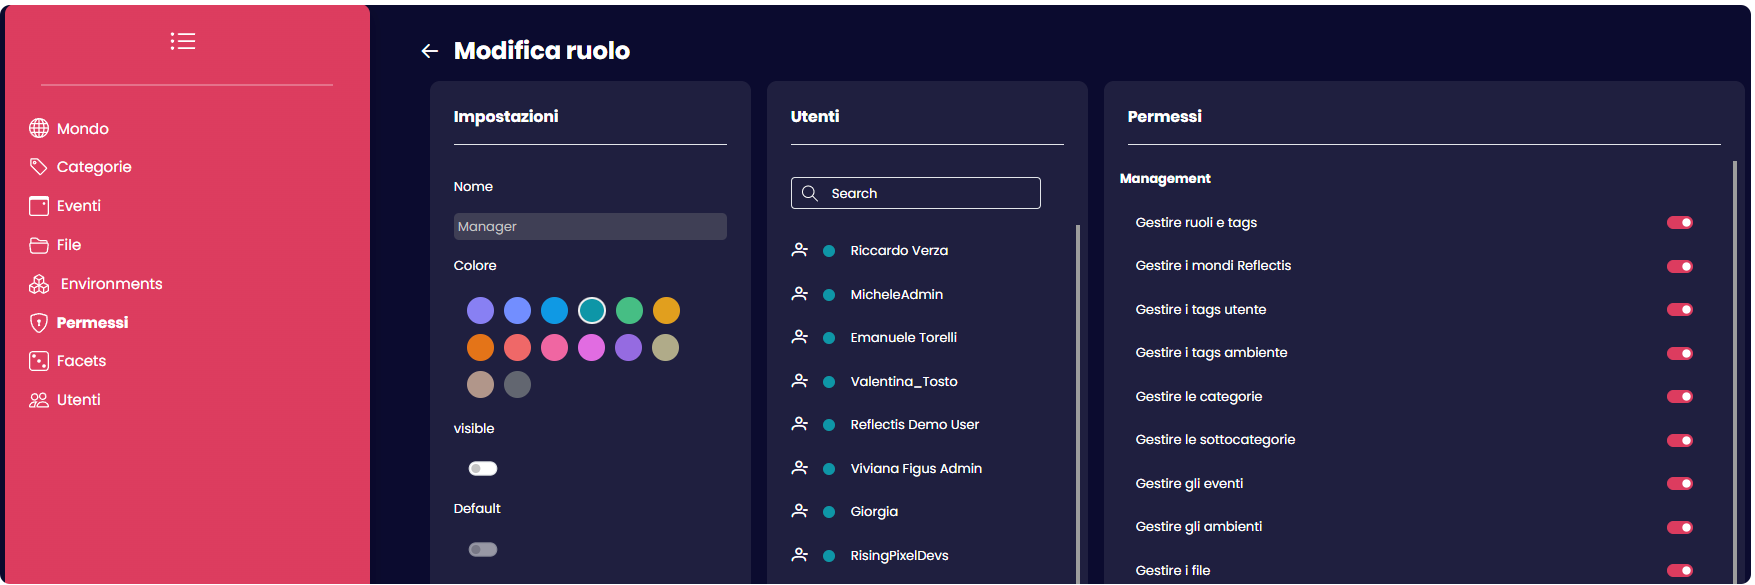 Mondo
Categorie
Eventi
File
Environments
Permessi
Facets
Utenti
Modifica ruolo
Impostazioni
Nome
Manager
Colore
visible
Default
Utenti
Search
Riccardo Verza
MicheleAdmin
Emanuele Torelli
Valentina_Tosto
Reflectis Demo User
Viviana Figus Admin
Giorgia
RisingPixelDevs
Permessi
Management
Gestire ruoli e tags
Gestire i mondi Reflectis
Gestire i tags utente
Gestire i tags ambiente
Gestire le categorie
Gestire le sottocategorie
Gestire gli eventi
Gestire gli ambienti
Gestire i file